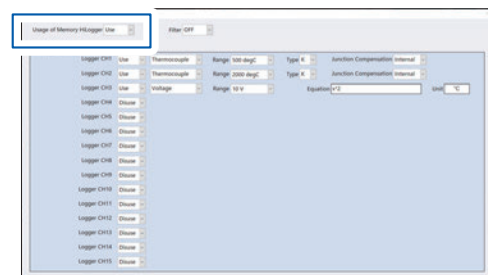 Usage of Memory HiLogger Use Filter OFF
Logger CH1 Use Thermocouple Range 500 degC Type K Junction Compensation Internal
Logger CH2 Use Thermocouple Range 2000 degC Type K Junction Compensation Internal
Logger CH3 Use Voltage Range 10 V Equation x^2 Unit °C
Logger CH4 Disuse
Logger CH5 Disuse
Logger CH6 Disuse
Logger CH7 Disuse
Logger CH8 Disuse
Logger CH9 Disuse
Logger CH10 Disuse
Logger CH11 Disuse
Logger CH12 Disuse
Logger CH13 Disuse
Logger CH14 Disuse
Logger CH15 Disuse